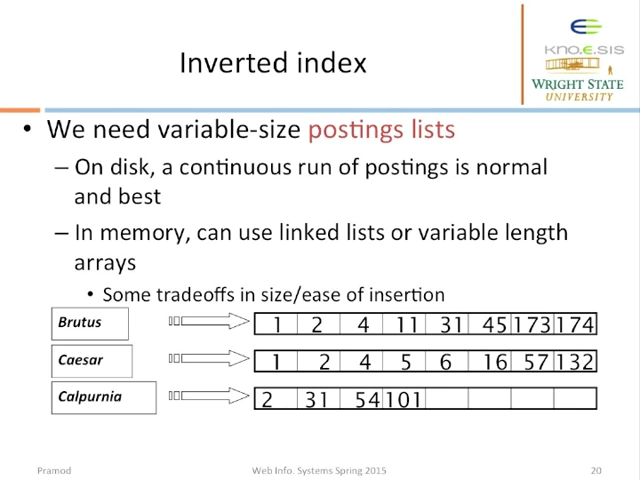 Inverted index
kno.e.sis
WRIGHT STATE
UNIVERSITY
• We need variable-size postings lists
– On disk, a continuous run of postings is normal
and best
– In memory, can use linked lists or variable length
arrays
• Some tradeoffs in size/ease of insertion
Brutus 1 2 4 11 31 45 173 174
Caesar 1 2 4 5 6 16 57 132
Calpurnia 2 31 54 101
Pramod Web Info. Systems Spring 2015 20